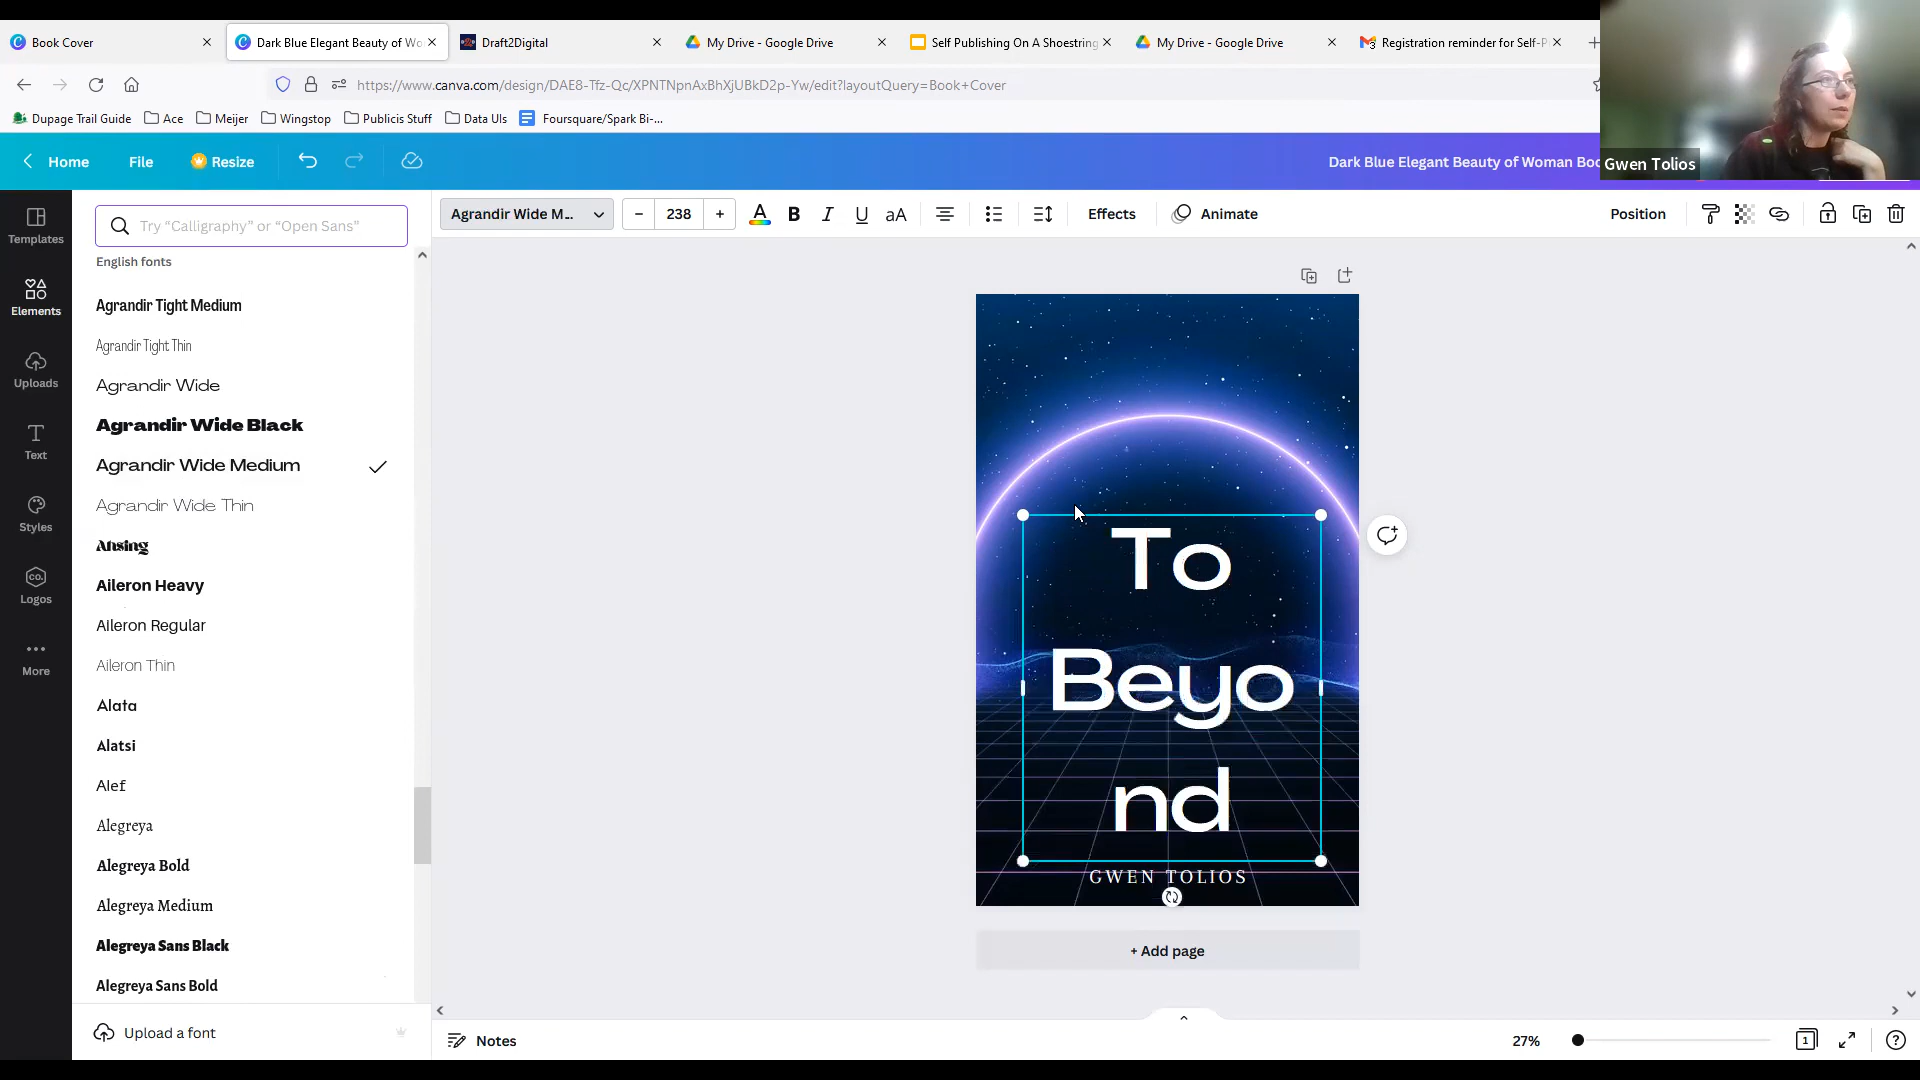 Book Cover
Dark Blue Elegant Beauty of Wo
Draft2Digital
My Drive - Google Drive
Self Publishing On A Shoestring
My Drive - Google Drive
Registration reminder for Self-P
https://www.canva.com/design/DAE8-Tfz-Qc/XPNTNpnAxBhXjUBkD2p-Yw/edit?layoutQuery=Book+Cover
Dupage Trail Guide
Ace
Meijer
Wingstop
Publicis Stuff
Data UIs
Foursquare/Spark Bi-...
Gwen Tolios
Home
File
Resize
Dark Blue Elegant Beauty of Woman Boo
Templates
Elements
Uploads
Text
Styles
CO.
Logos
More
Try “Calligraphy” or “Open Sans”
English fonts
Agrandir Tight Medium
Agrandir Tight Thin
Agrandir Wide
Agrandir Wide Black
Agrandir Wide Medium
Agrandir Wide Thin
Ahsing
Aileron Heavy
Aileron Regular
Aileron Thin
Alata
Alatsi
Alef
Alegreya
Alegreya Bold
Alegreya Medium
Alegreya Sans Black
Alegreya Sans Bold
Upload a font
Agrandir Wide M...
– 238 +
A B I U aA
Effects
Animate
Position
To
Beyo
nd
GWEN TOLIOS
+ Add page
Notes
27%
1
?